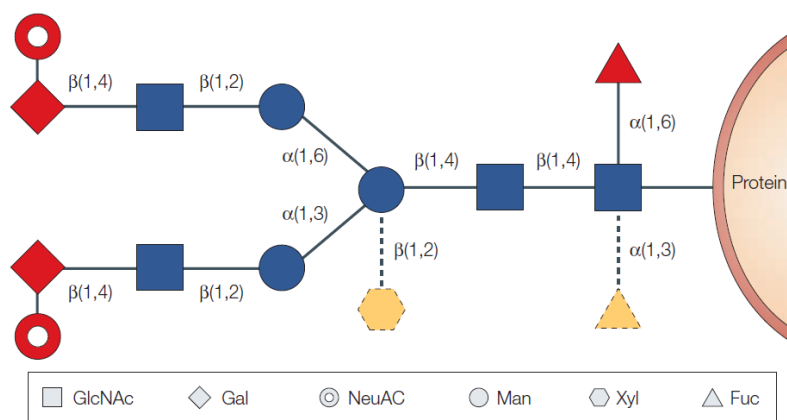 β(1,4) β(1,2)
α(1,6)
α(1,6)
β(1,4) β(1,4)
Protein
α(1,3)
β(1,2)
α(1,3)
β(1,4) β(1,2)
GlcNAc Gal NeuAC Man Xyl Fuc